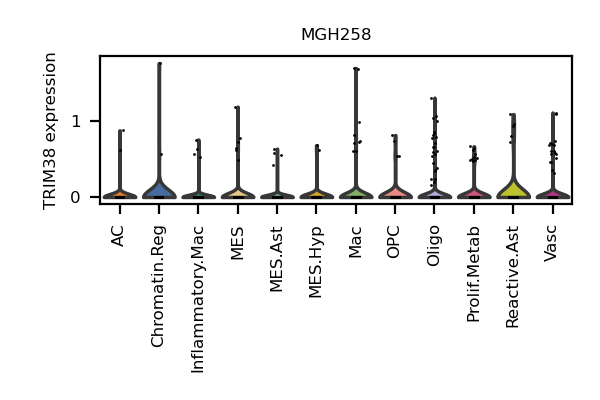 MGH258
TRIM38 expression
1
0
AC
Chromatin.Reg
Inflammatory.Mac
MES
MES.Ast
MES.Hyp
Mac
OPC
Oligo
Prolif.Metab
Reactive.Ast
Vasc